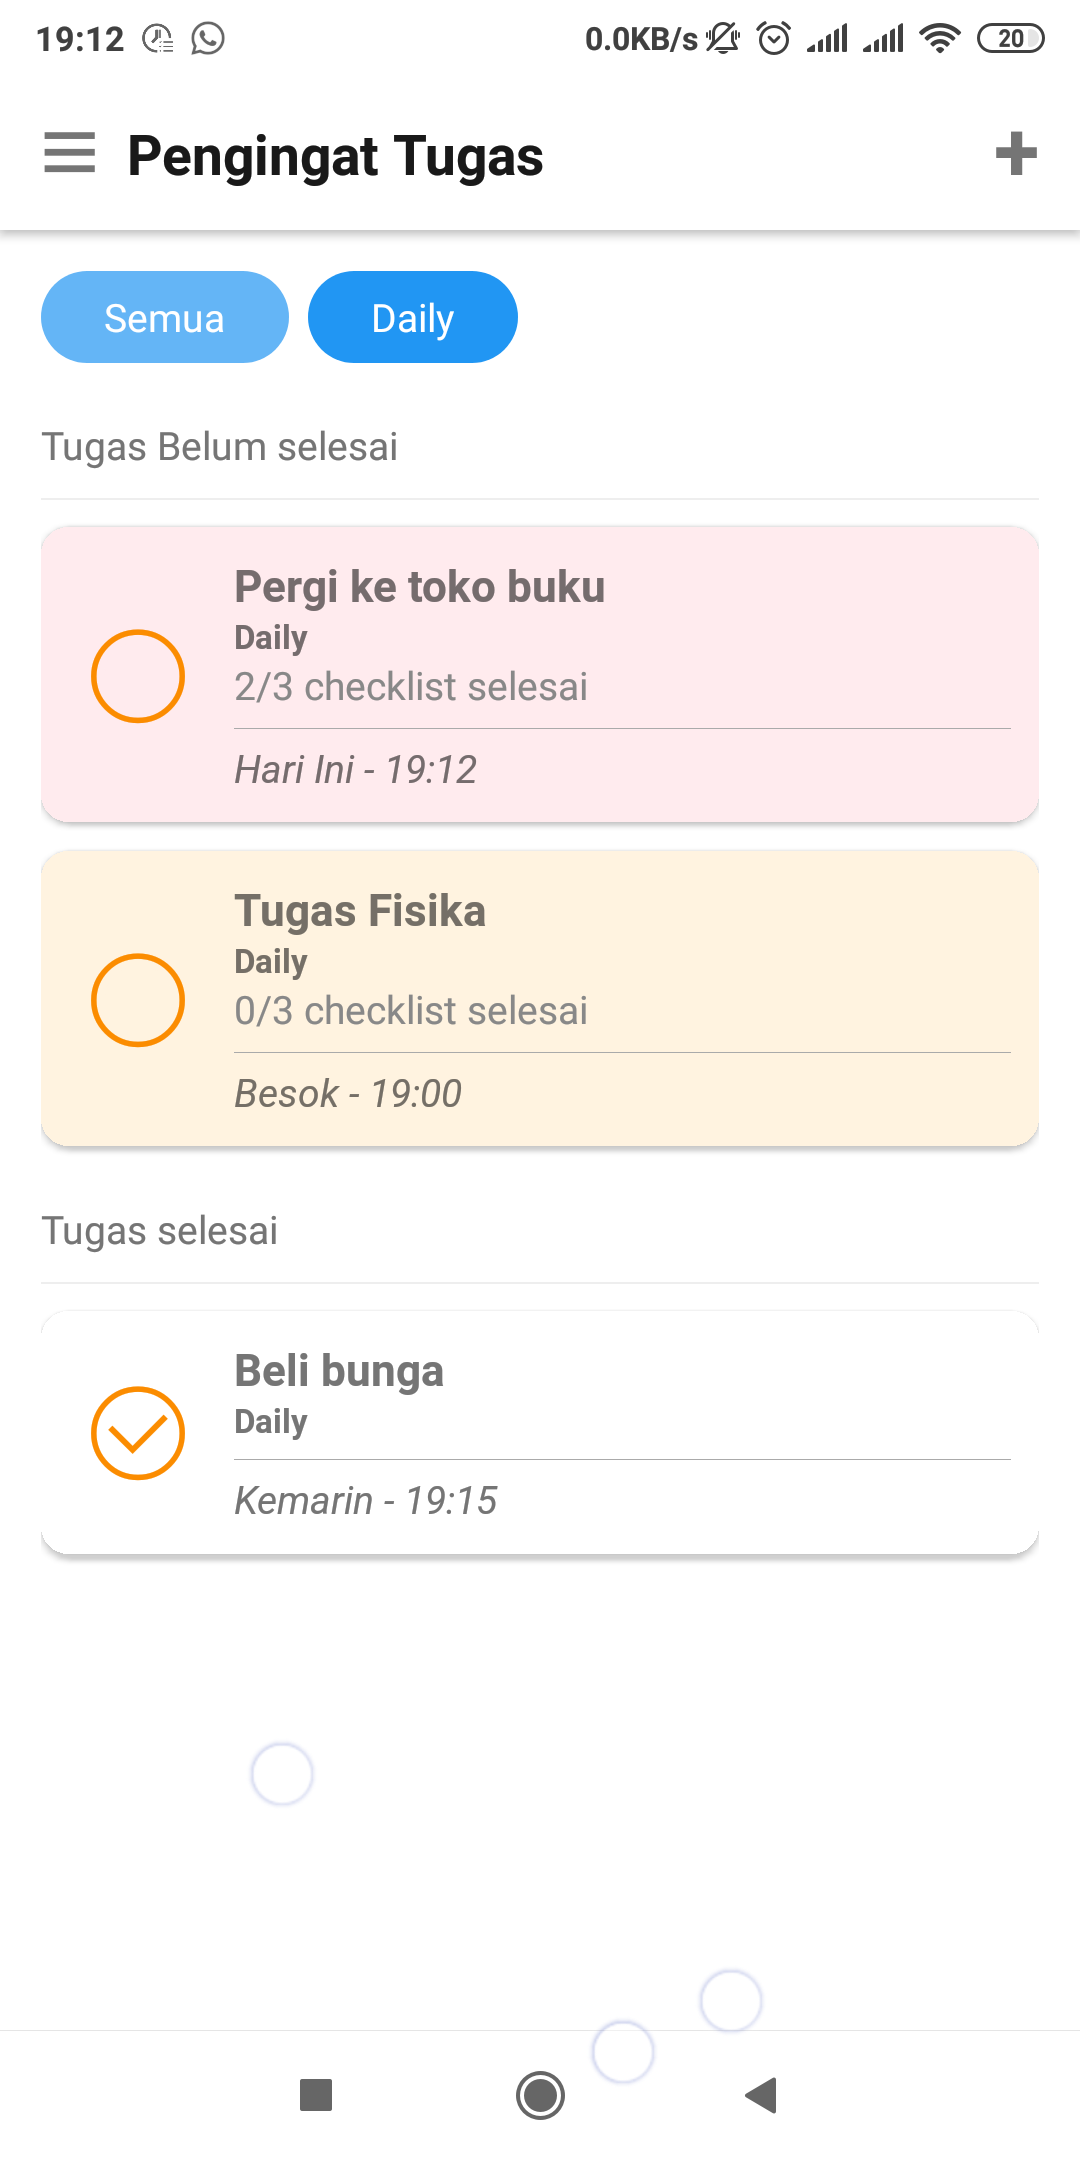 19:12 0.0KB/s 20
Pengingat Tugas
Semua Daily
Tugas Belum selesai
Pergi ke toko buku
Daily
2/3 checklist selesai
Hari Ini - 19:12
Tugas Fisika
Daily
0/3 checklist selesai
Besok - 19:00
Tugas selesai
Beli bunga
Daily
Kemarin - 19:15